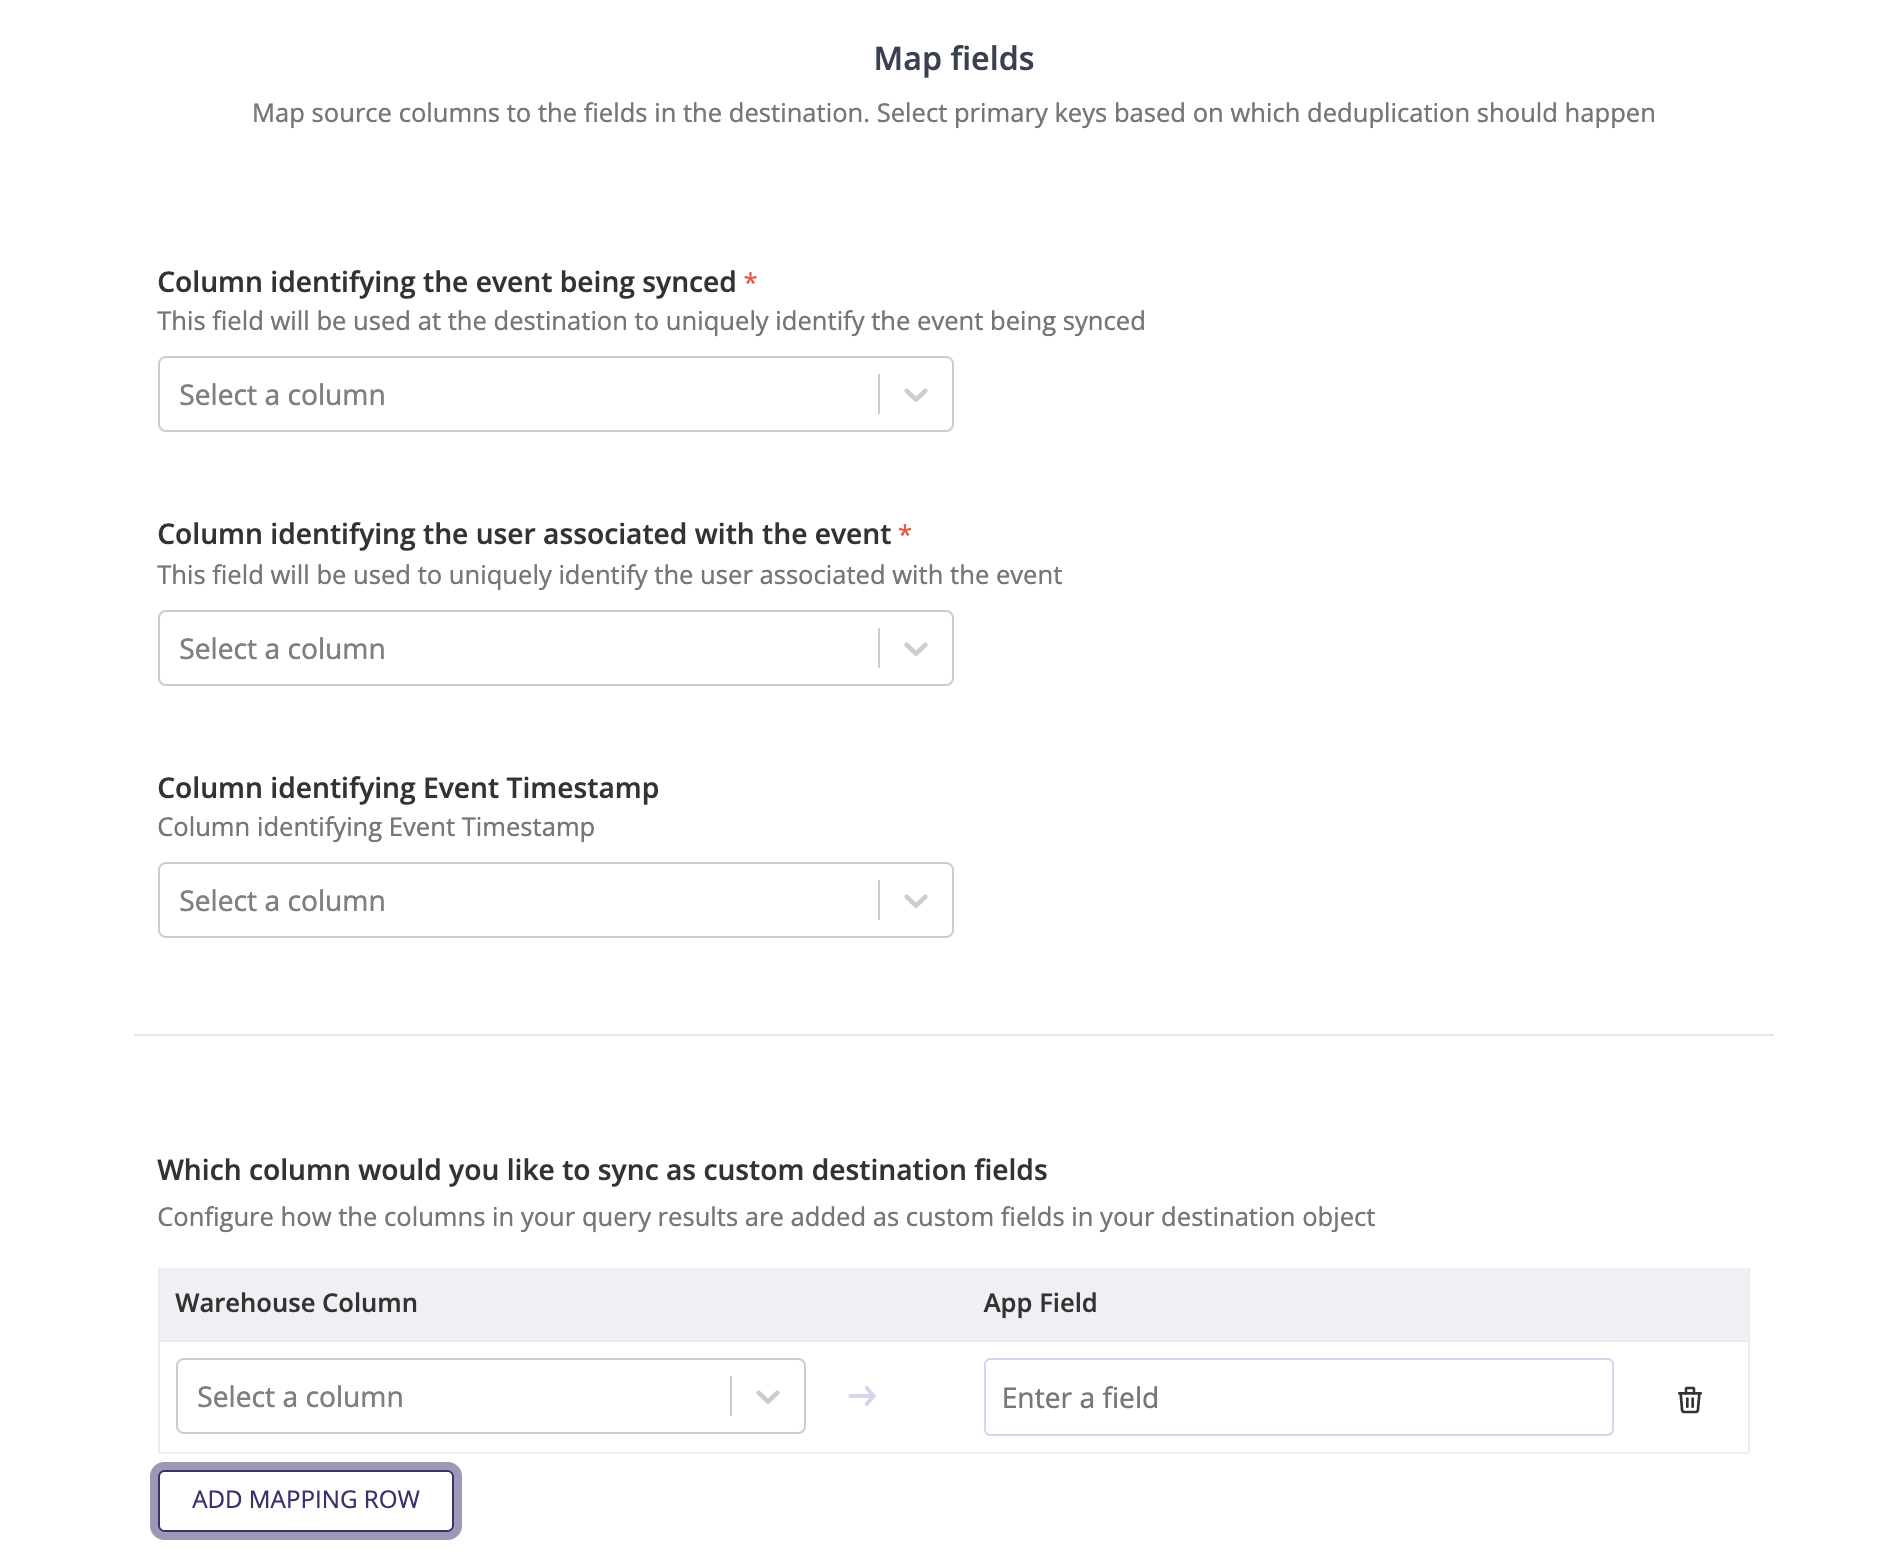 Map fields
Map source columns to the fields in the destination. Select primary keys based on which deduplication should happen
Column identifying the event being synced *
This field will be used at the destination to uniquely identify the event being synced
Select a column
Column identifying the user associated with the event *
This field will be used to uniquely identify the user associated with the event
Select a column
Column identifying Event Timestamp
Column identifying Event Timestamp
Select a column
Which column would you like to sync as custom destination fields
Configure how the columns in your query results are added as custom fields in your destination object
Warehouse Column App Field
Select a column Enter a field
ADD MAPPING ROW